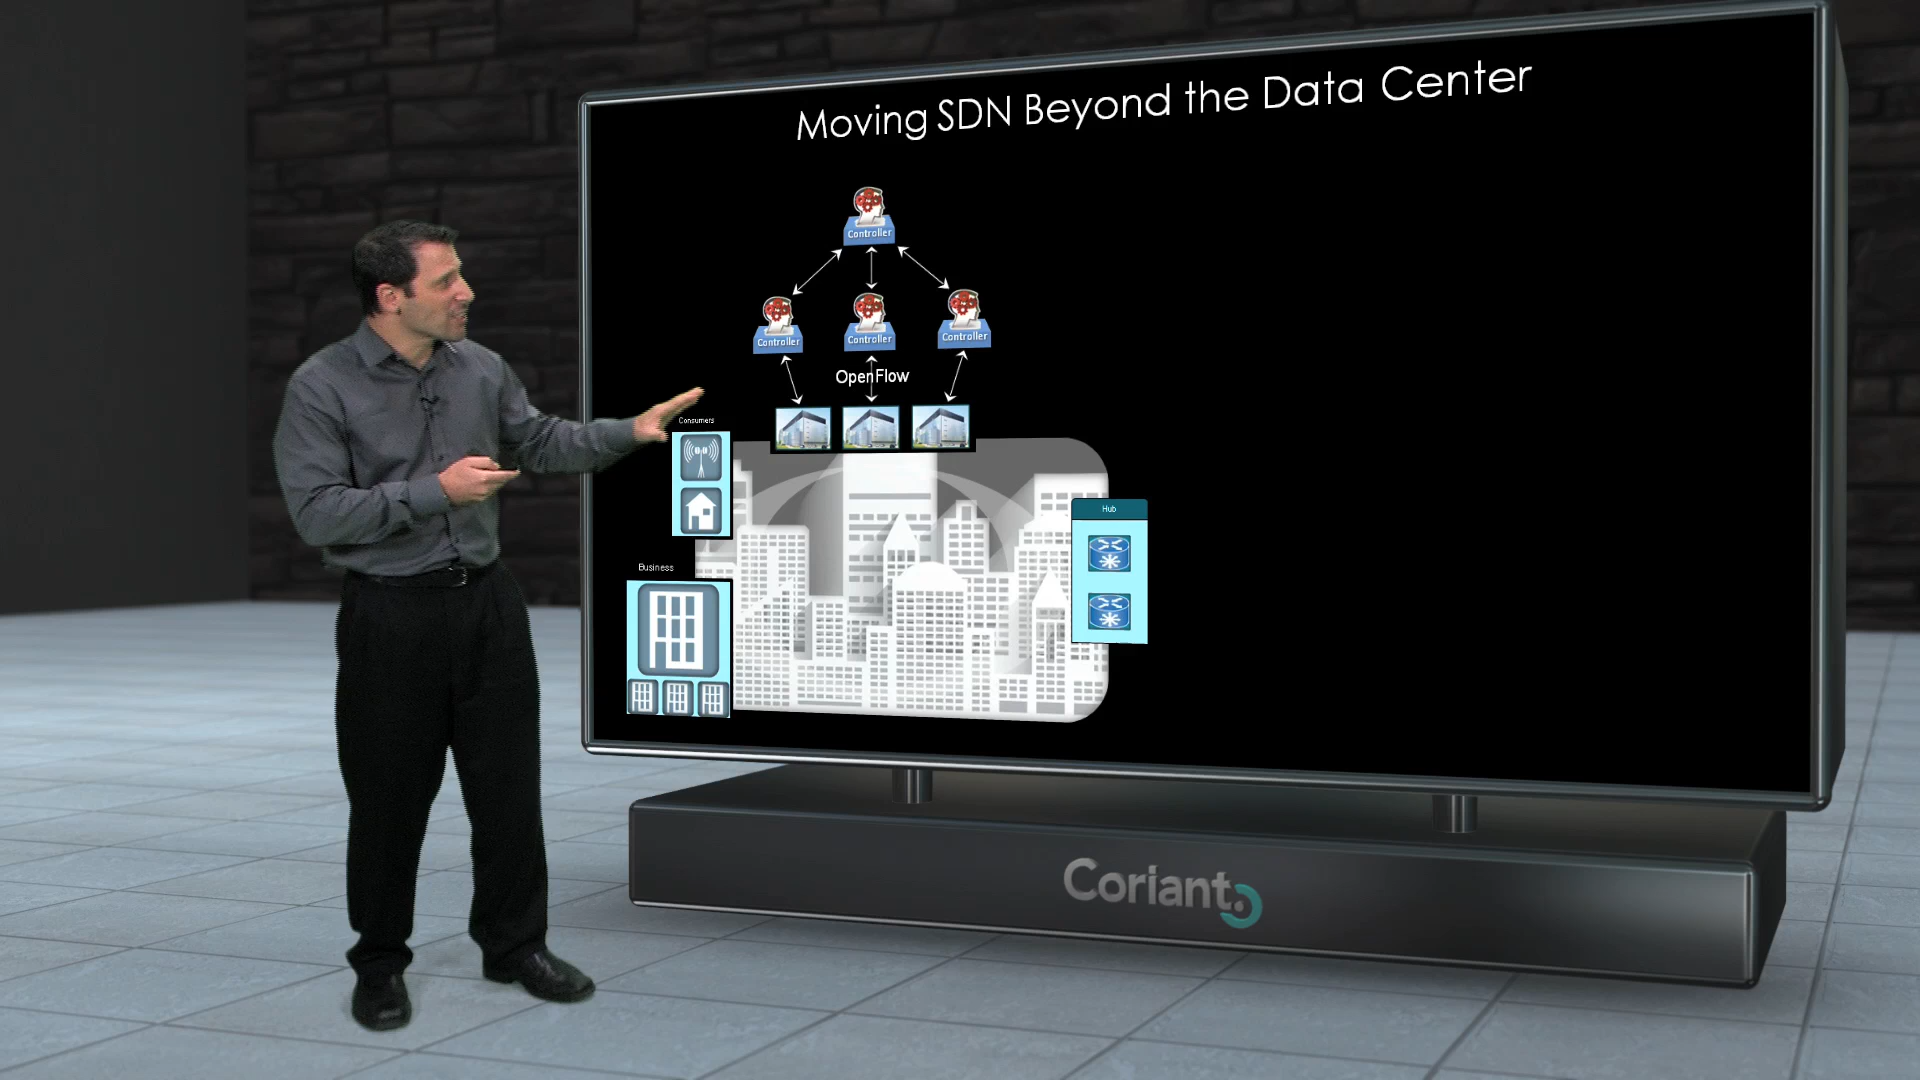 Moving SDN Beyond the Data Center
Controller
Controller
Controller
Controller
OpenFlow
Consumers
Hub
Business
Coriant